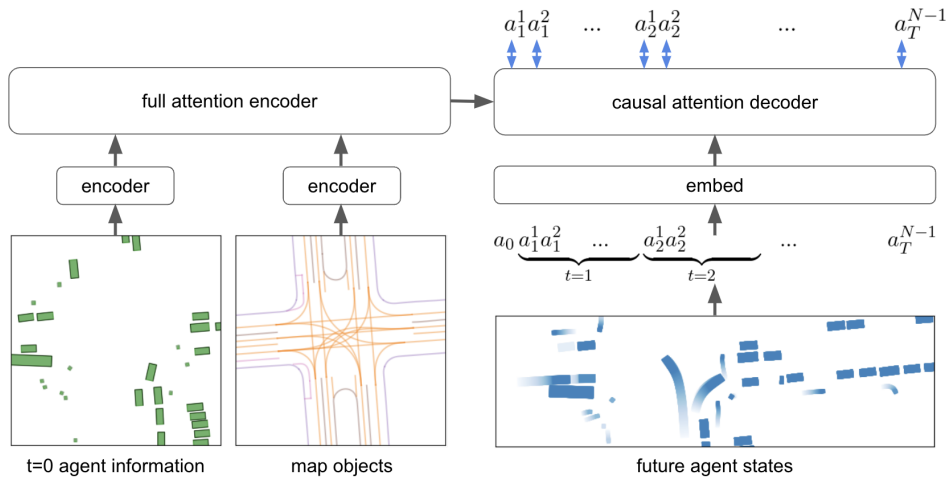 a_1^1 a_1^2 ... a_2^1 a_2^2 ... a_T^{N-1}
full attention encoder
causal attention decoder
encoder
encoder
embed
a_0 a_1^1 a_1^2 ... a_2^1 a_2^2 ... a_T^{N-1}
t=1
t=2
t=0 agent information
map objects
future agent states